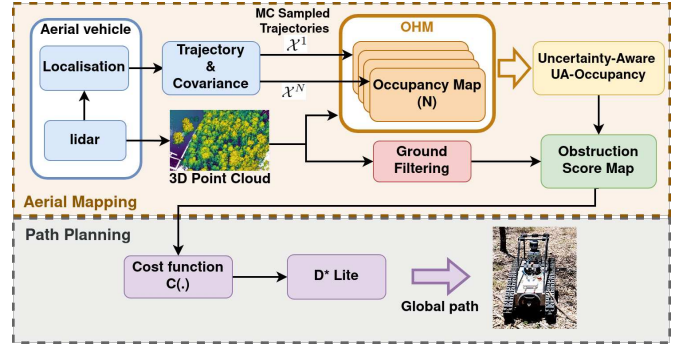 MC Sampled
Trajectories
OHM
Aerial vehicle
Localisation
Trajectory
&
Covariance
𝒳¹
𝒳ᴺ
Occupancy Map
(N)
Uncertainty-Aware
UA-Occupancy
lidar
3D Point Cloud
Ground
Filtering
Obstruction
Score Map
Aerial Mapping
Path Planning
Cost function
C(.)
D* Lite
Global path